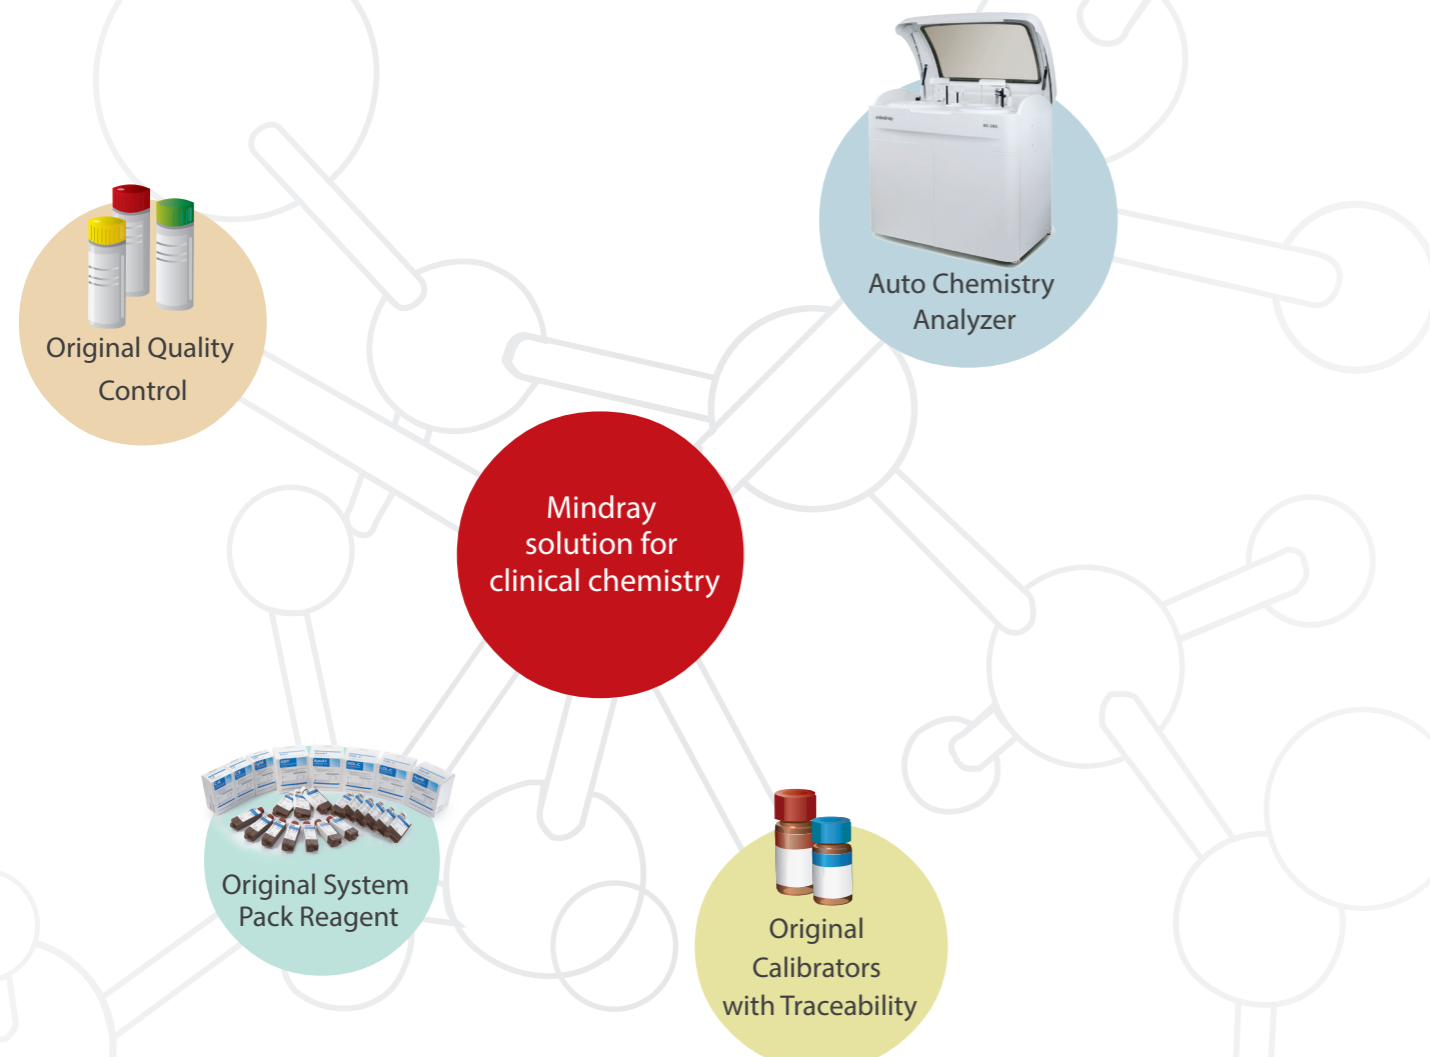 mindray
Auto Chemistry
Analyzer
Original Quality
Control
Mindray
solution for
clinical chemistry
Original System
Pack Reagent
Original
Calibrators
with Traceability